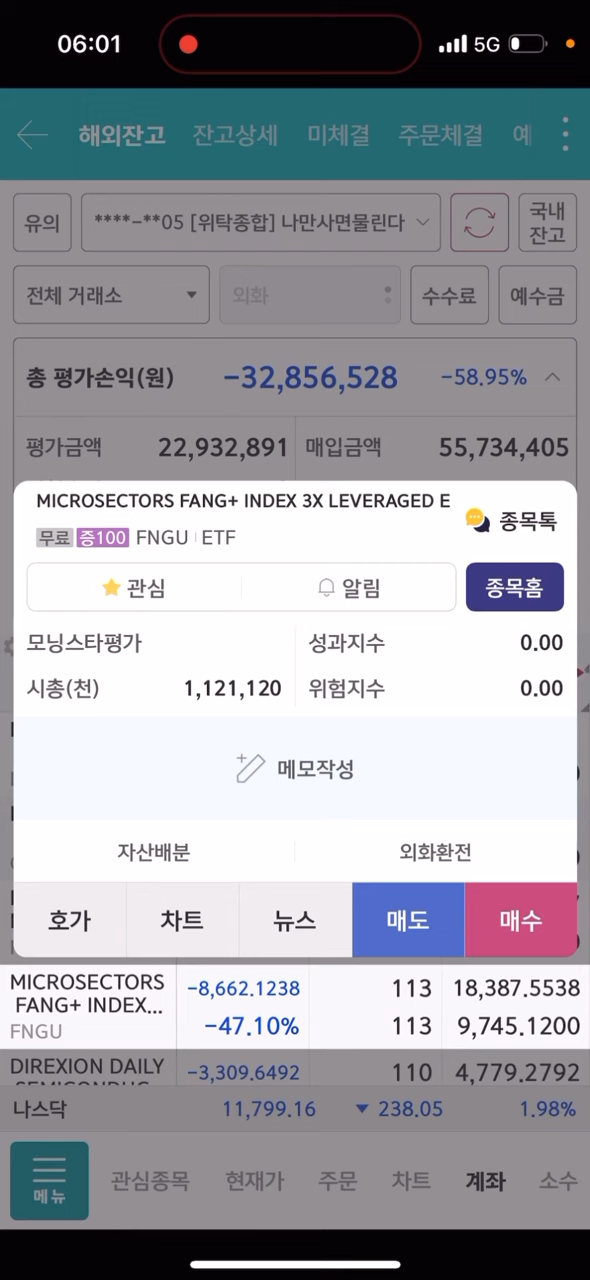 06:01
5G
해외잔고 잔고상세 미체결 주문체결 예
유의 ****-**05 [위탁종합] 나만사면물린다 국내 잔고
전체 거래소 외화 수수료 예수금
총 평가손익(원) -32,856,528 -58.95%
평가금액 22,932,891 매입금액 55,734,405
MICROSECTORS FANG+ INDEX 3X LEVERAGED E
종목톡
무료 증100 FNGU ETF
관심 알림 종목홈
모닝스타평가 성과지수 0.00
시총(천) 1,121,120 위험지수 0.00
메모작성
자산배분 외화환전
호가 차트 뉴스 매도 매수
MICROSECTORS -8,662.1238 113 18,387.5538
FANG+ INDEX...
FNGU -47.10% 113 9,745.1200
DIREXION DAILY -3,309.6492 110 4,779.2792
나스닥 11,799.16 ▼ 238.05 1.98%
메뉴 관심종목 현재가 주문 차트 계좌 소수